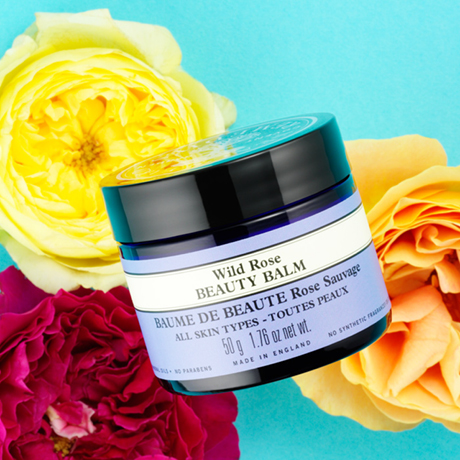 Wild Rose
BEAUTY BALM
BAUME DE BEAUTE Rose Sauvage
ALL SKIN TYPES - TOUTES PEAUX
50 g 1.76 oz net wt.
MADE IN ENGLAND
OILS • NO PARABENS
NO SYNTHETIC FRAGRANCE